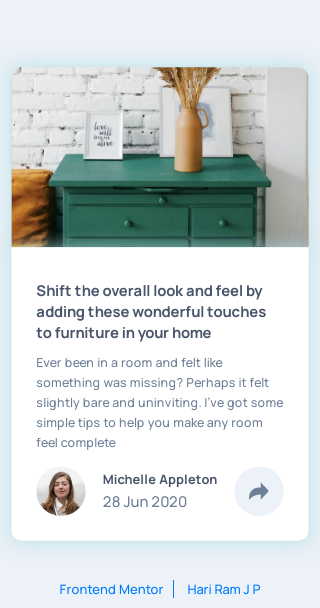 love
will
keep us
alive
Shift the overall look and feel by
adding these wonderful touches
to furniture in your home
Ever been in a room and felt like
something was missing? Perhaps it felt
slightly bare and uninviting. I've got some
simple tips to help you make any room
feel complete
Michelle Appleton
28 Jun 2020
Frontend Mentor
Hari Ram J P